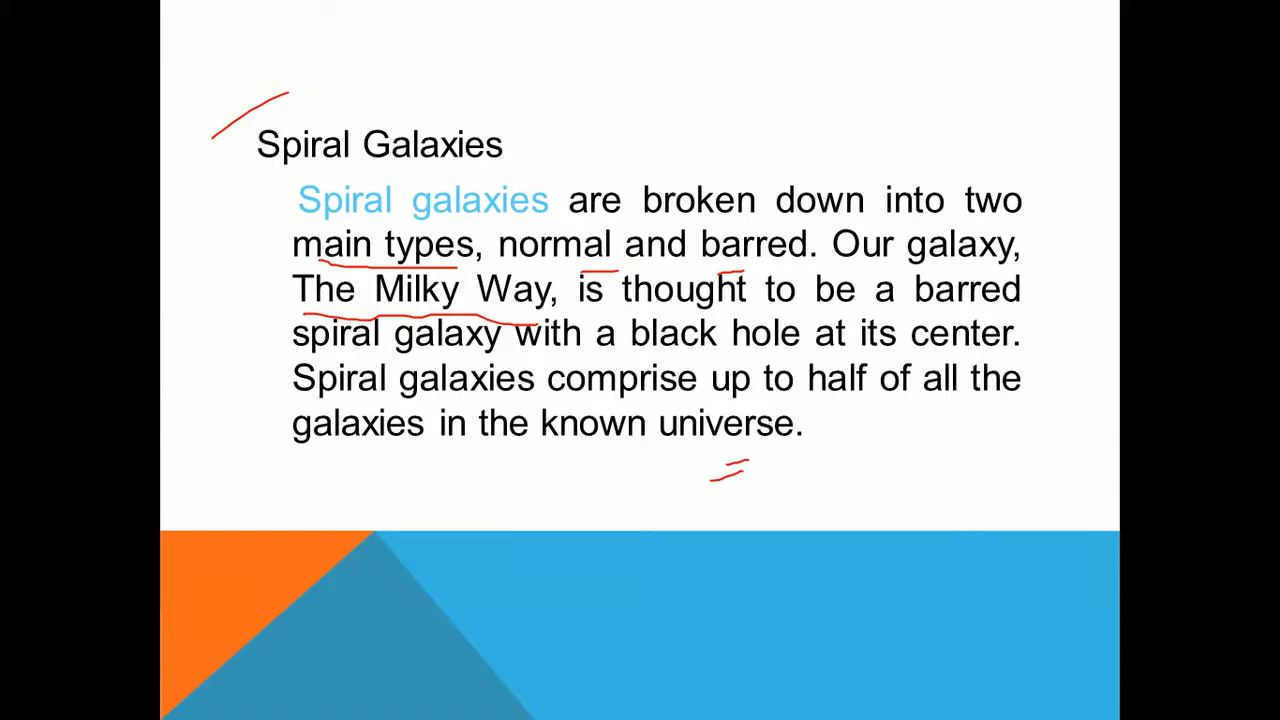 Spiral Galaxies
Spiral galaxies are broken down into two
main types, normal and barred. Our galaxy,
The Milky Way, is thought to be a barred
spiral galaxy with a black hole at its center.
Spiral galaxies comprise up to half of all the
galaxies in the known universe.